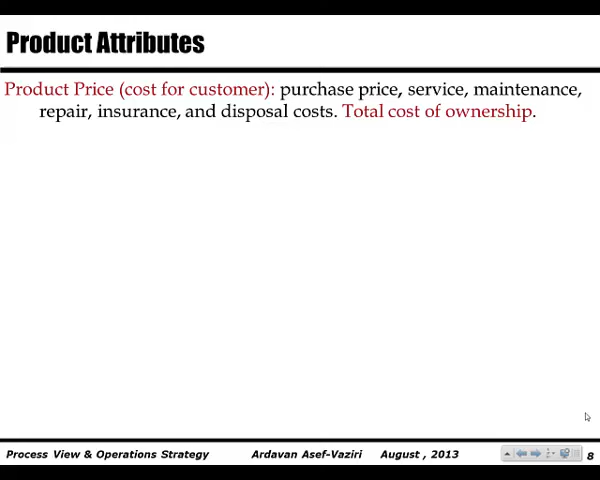 Product Attributes
Product Price (cost for customer): purchase price, service, maintenance,
repair, insurance, and disposal costs. Total cost of ownership.
Process View & Operations Strategy Ardavan Asef-Vaziri August , 2013 8